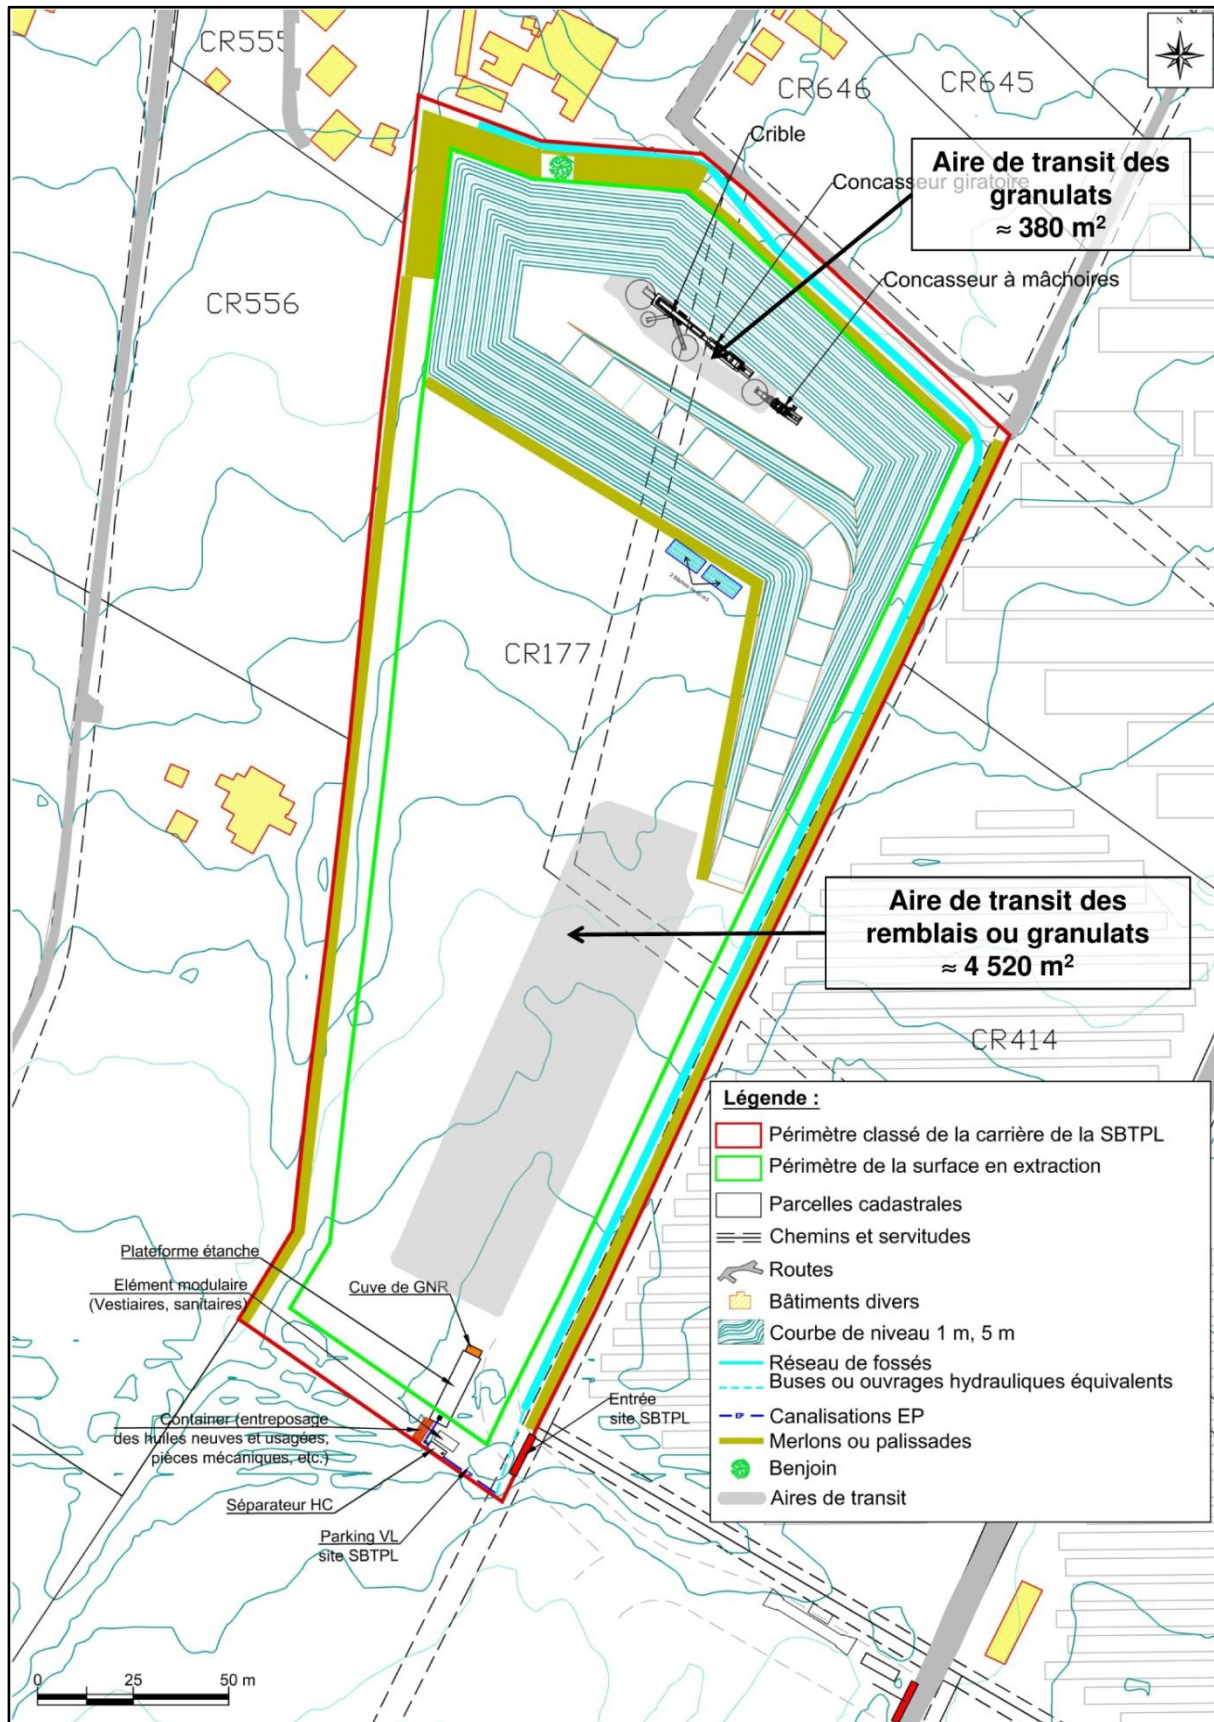 N
CR555
CR646
CR645
Crible
Concasseur giratoire
Aire de transit des
granulats
≈ 380 m²
Concasseur à mâchoires
CR556
CR177
Aire de transit des
remblais ou granulats
≈ 4 520 m²
CR414
Légende :
Périmètre classé de la carrière de la SBTPL
Périmètre de la surface en extraction
Parcelles cadastrales
Chemins et servitudes
Routes
Bâtiments divers
Courbe de niveau 1 m, 5 m
Réseau de fossés
Buses ou ouvrages hydrauliques équivalents
EP
Canalisations EP
Merlons ou palissades
Benjoin
Aires de transit
Plateforme étanche
Elément modulaire
(Vestiaires, sanitaires)
Cuve de GNR
Entrée
site SBTPL
Container (entreposage
des huiles neuves et usagées,
pièces mécaniques, etc.)
Séparateur HC
Parking VL
site SBTPL
0 25 50 m